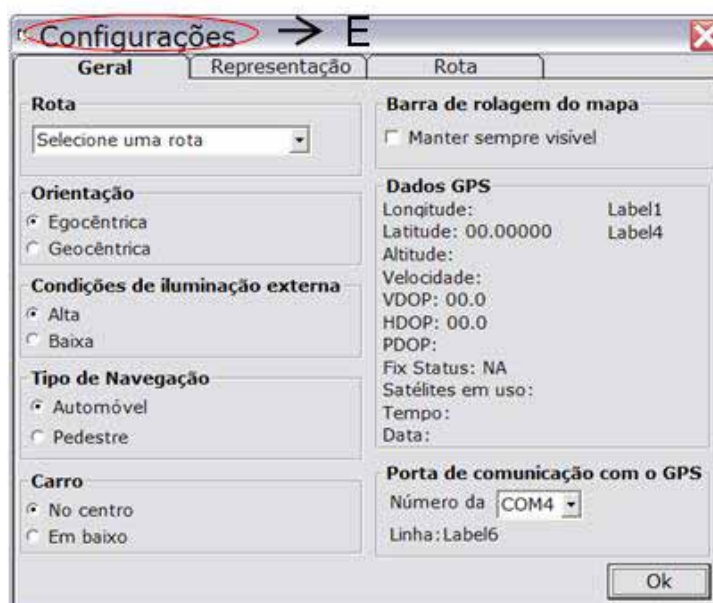 Configurações → E
Geral Representação Rota
Rota
Selecione uma rota
Orientação
Egocêntrica
Geocêntrica
Condições de iluminação externa
Alta
Baixa
Tipo de Navegação
Automóvel
Pedestre
Carro
No centro
Em baixo
Barra de rolagem do mapa
Manter sempre visível
Dados GPS
Longitude: Label1
Latitude: 00.00000 Label4
Altitude:
Velocidade:
VDOP: 00.0
HDOP: 00.0
PDOP:
Fix Status: NA
Satélites em uso:
Tempo:
Data:
Porta de comunicação com o GPS
Número da COM4
Linha:Label6
Ok